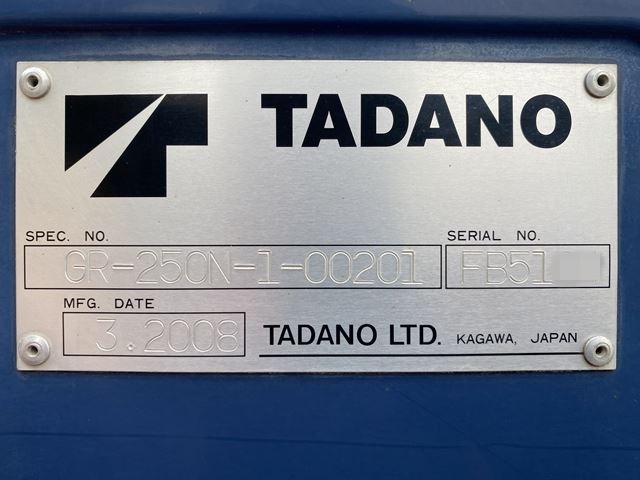 TADANO
SPEC. NO.
GR-250N-1-00201
SERIAL NO.
FB51
MFG. DATE
3.2008
TADANO LTD. KAGAWA, JAPAN